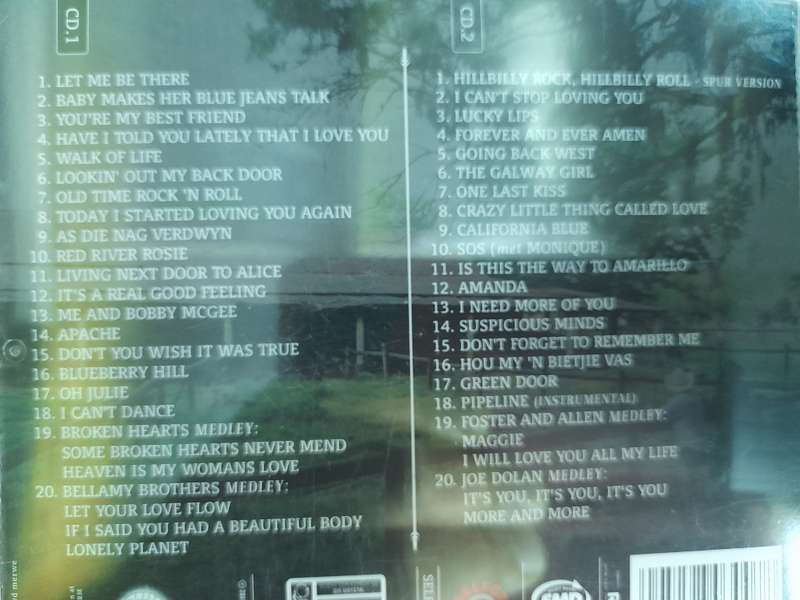 CD.1
1. LET ME BE THERE
2. BABY MAKES HER BLUE JEANS TALK
3. YOU'RE MY BEST FRIEND
4. HAVE I TOLD YOU LATELY THAT I LOVE YOU
5. WALK OF LIFE
6. LOOKIN' OUT MY BACK DOOR
7. OLD TIME ROCK 'N ROLL
8. TODAY I STARTED LOVING YOU AGAIN
9. AS DIE NAG VERDWYN
10. RED RIVER ROSIE
11. LIVING NEXT DOOR TO ALICE
12. IT'S A REAL GOOD FEELING
13. ME AND BOBBY MCGEE
14. APACHE
15. DON'T YOU WISH IT WAS TRUE
16. BLUEBERRY HILL
17. OH JULIE
18. I CAN'T DANCE
19. BROKEN HEARTS MEDLEY:
SOME BROKEN HEARTS NEVER MEND
HEAVEN IS MY WOMANS LOVE
20. BELLAMY BROTHERS MEDLEY:
LET YOUR LOVE FLOW
IF I SAID YOU HAD A BEAUTIFUL BODY
LONELY PLANET
CD.2
1. HILLBILLY ROCK, HILLBILLY ROLL - SPUR VERSION
2. I CAN'T STOP LOVING YOU
3. LUCKY LIPS
4. FOREVER AND EVER AMEN
5. GOING BACK WEST
6. THE GALWAY GIRL
7. ONE LAST KISS
8. CRAZY LITTLE THING CALLED LOVE
9. CALIFORNIA BLUE
10. SOS (met MONIQUE)
11. IS THIS THE WAY TO AMARILLO
12. AMANDA
13. I NEED MORE OF YOU
14. SUSPICIOUS MINDS
15. DON'T FORGET TO REMEMBER ME
16. HOU MY 'N BIETJIE VAS
17. GREEN DOOR
18. PIPELINE (INSTRUMENTAL)
19. FOSTER AND ALLEN MEDLEY:
MAGGIE
I WILL LOVE YOU ALL MY LIFE
20. JOE DOLAN MEDLEY:
IT'S YOU, IT'S YOU, IT'S YOU
MORE AND MORE
merwe